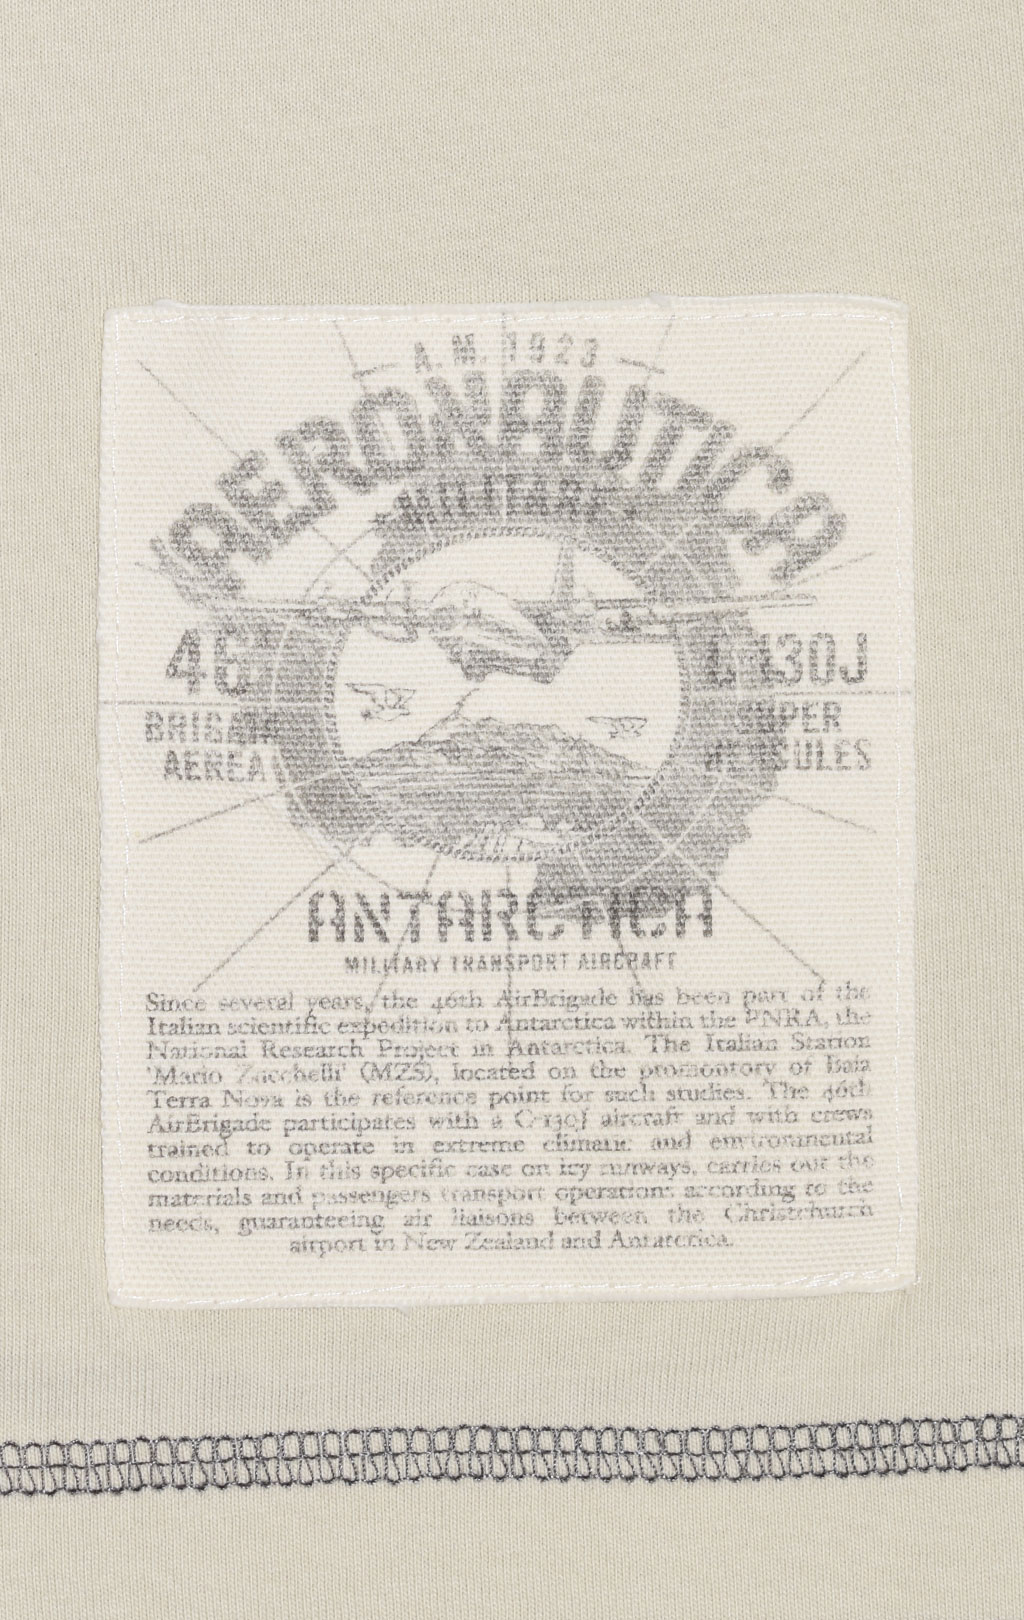 A.M. 1923
AERONAUTICA
MILITARE
46ª
BRIGATA
AEREA
C-130J
SUPER
HERCULES
ANTARCTICA
MILITARY TRANSPORT AIRCRAFT
Since several years, the 46th AirBrigade has been part of the
Italian scientific expedition to Antarctica within the PNRA, the
National Research Project in Antarctica. The Italian Station
'Mario Zucchelli' (MZS), located on the promontory of Baia
Terra Nova is the reference point for such studies. The 46th
AirBrigade participates with a C-130J aircraft and with crews
trained to operate in extreme climatic and environmental
conditions. In this specific case on icy runways, carries out the
materials and passengers transport operations according to the
needs, guaranteeing air liaisons between the Christchurch
airport in New Zealand and Antarctica.